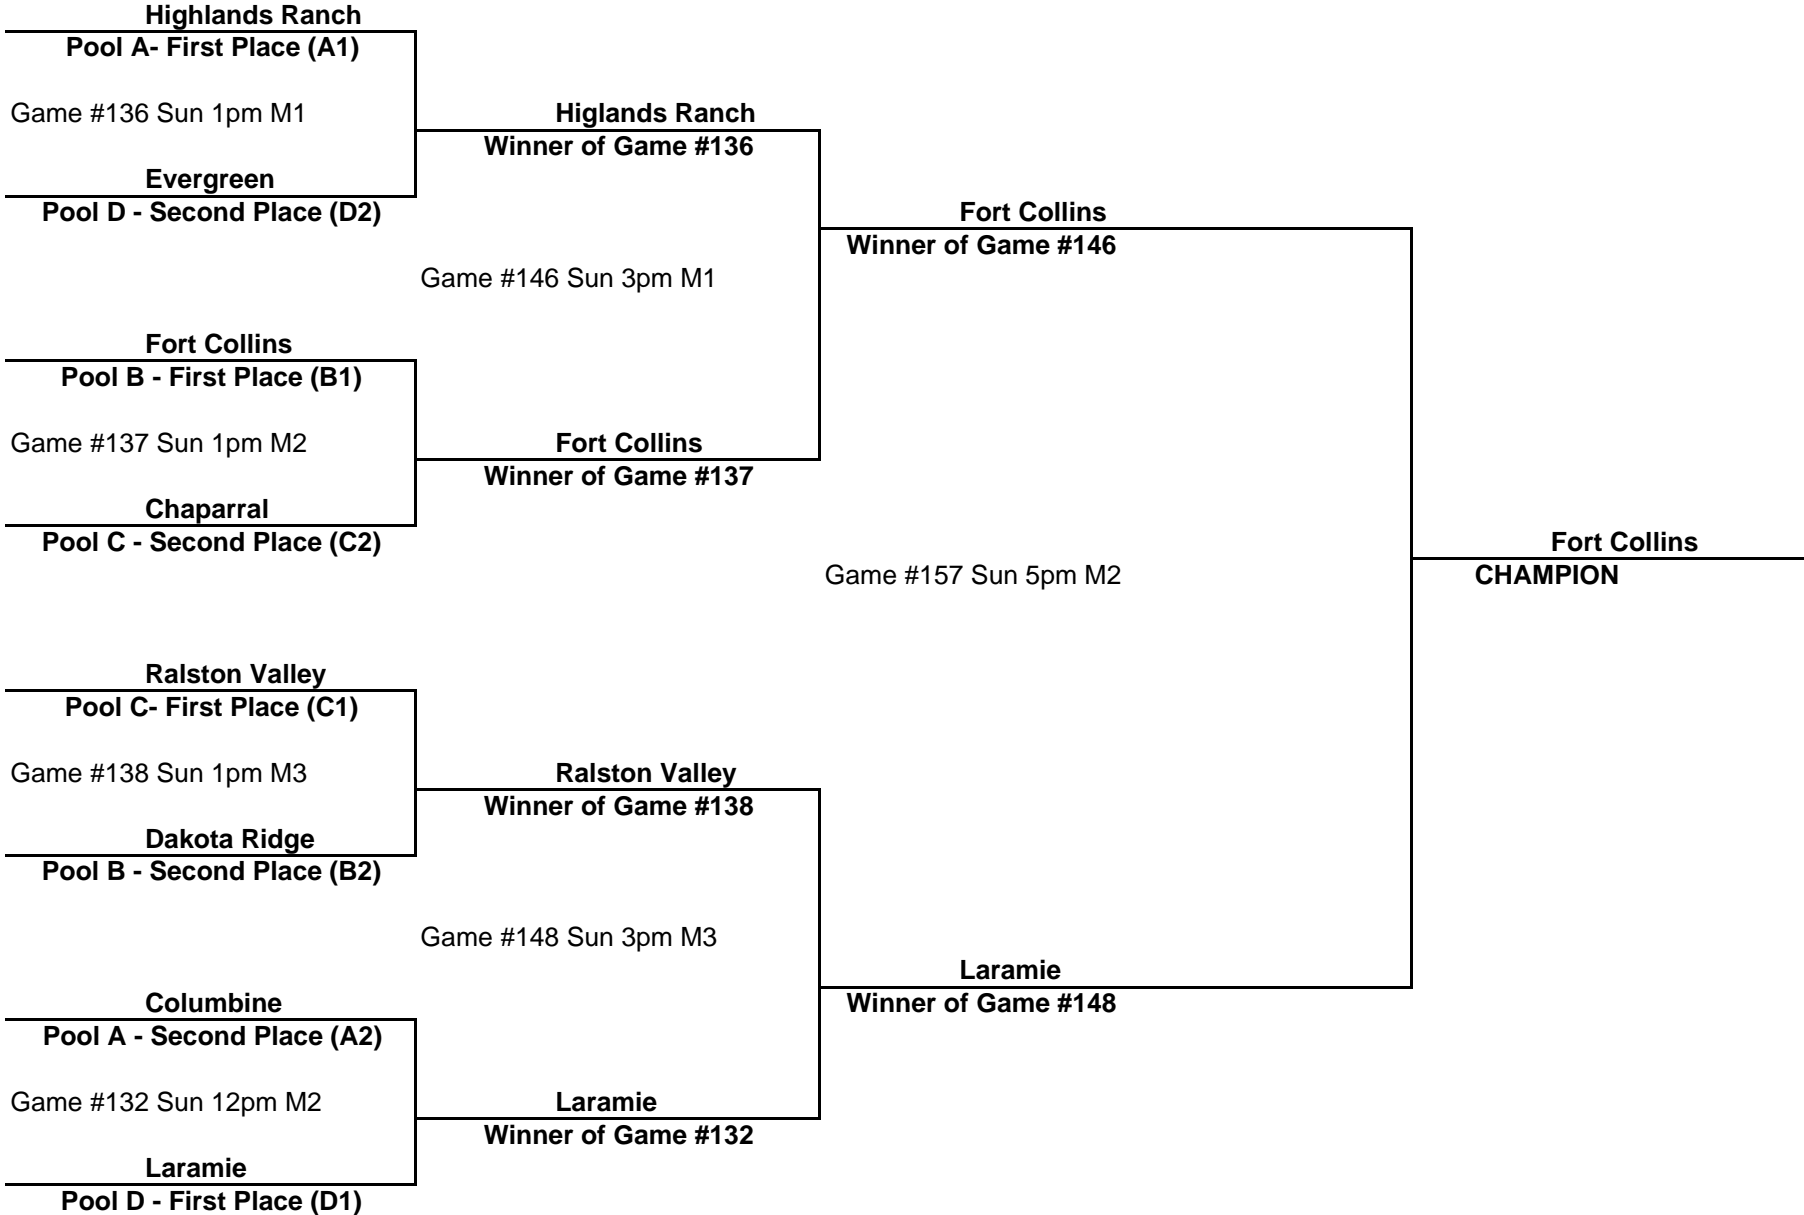 Highlands Ranch
Pool A- First Place (A1)
Game #136 Sun 1pm M1
Higlands Ranch
Winner of Game #136
Evergreen
Pool D - Second Place (D2)
Fort Collins
Winner of Game #146
Game #146 Sun 3pm M1
Fort Collins
Pool B - First Place (B1)
Game #137 Sun 1pm M2
Fort Collins
Winner of Game #137
Chaparral
Pool C - Second Place (C2)
Fort Collins
CHAMPION
Game #157 Sun 5pm M2
Ralston Valley
Pool C- First Place (C1)
Game #138 Sun 1pm M3
Ralston Valley
Winner of Game #138
Dakota Ridge
Pool B - Second Place (B2)
Game #148 Sun 3pm M3
Laramie
Winner of Game #148
Columbine
Pool A - Second Place (A2)
Game #132 Sun 12pm M2
Laramie
Winner of Game #132
Laramie
Pool D - First Place (D1)